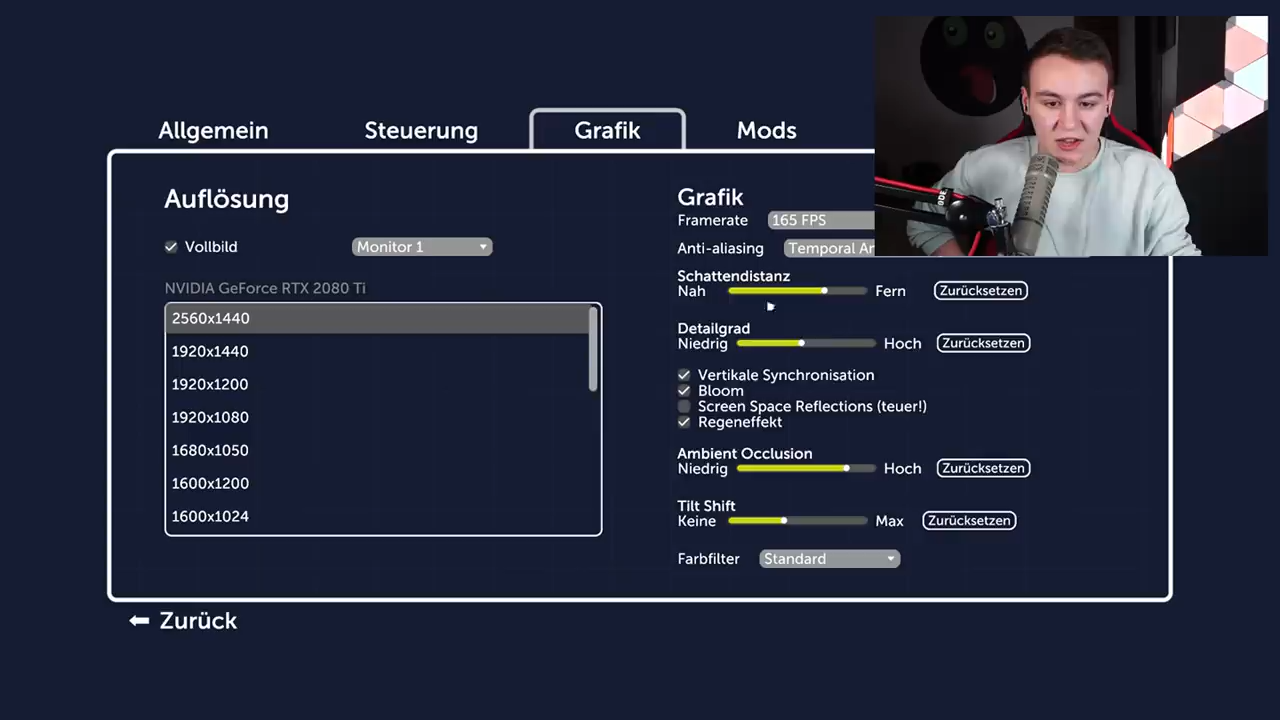 Allgemein
Steuerung
Grafik
Mods
Auflösung
Vollbild
Monitor 1
NVIDIA GeForce RTX 2080 Ti
2560x1440
1920x1440
1920x1200
1920x1080
1680x1050
1600x1200
1600x1024
Grafik
Framerate 165 FPS
Anti-aliasing Temporal
Schattendistanz
Nah Fern Zurücksetzen
Detailgrad
Niedrig Hoch Zurücksetzen
Vertikale Synchronisation
Bloom
Screen Space Reflections (teuer!)
Regeneffekt
Ambient Occlusion
Niedrig Hoch Zurücksetzen
Tilt Shift
Keine Max Zurücksetzen
Farbfilter Standard
Zurück